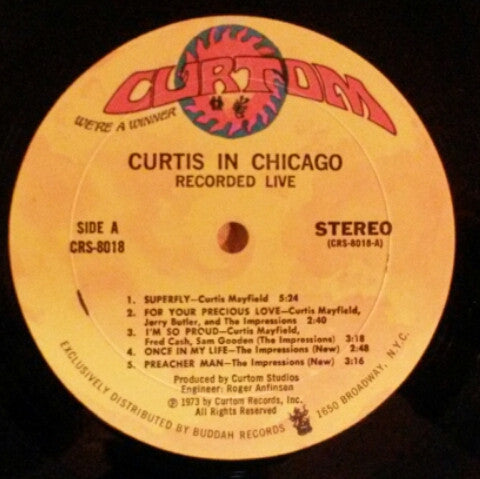 CURTOM
WE'RE A WINNER
CURTIS IN CHICAGO
RECORDED LIVE
SIDE A
CRS-8018
STEREO
(CRS-8018-A)
1. SUPERFLY—Curtis Mayfield 5:24
2. FOR YOUR PRECIOUS LOVE—Curtis Mayfield,
Jerry Butler, and The Impressions 2:40
3. I'M SO PROUD—Curtis Mayfield,
Fred Cash, Sam Gooden (The Impressions) 3:18
4. ONCE IN MY LIFE—The Impressions (New) 2:48
5. PREACHER MAN—The Impressions (New) 3:16
Produced by Curtom Studios
Engineer: Roger Anfinsen
℗ 1973 by Curtom Records, Inc.
All Rights Reserved
EXCLUSIVELY DISTRIBUTED BY BUDDAH RECORDS 1650 BROADWAY, N.Y.C.